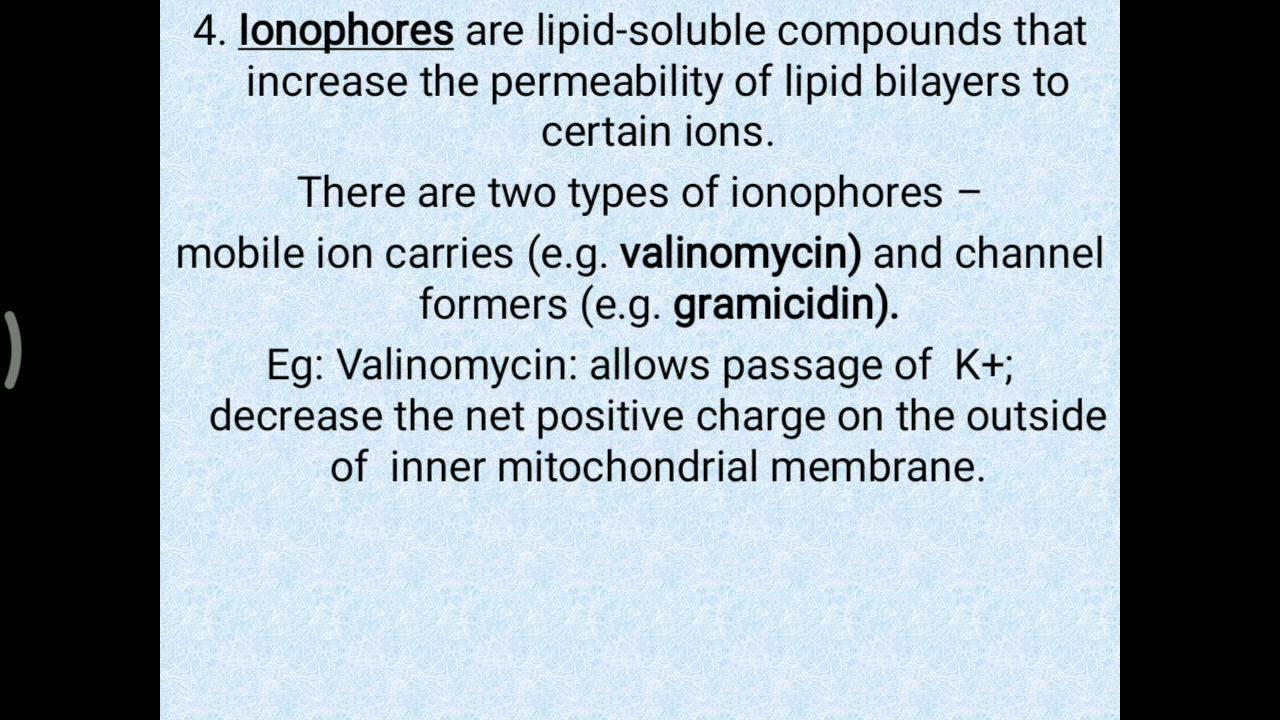 4. Ionophores are lipid-soluble compounds that
increase the permeability of lipid bilayers to
certain ions.
There are two types of ionophores –
mobile ion carries (e.g. valinomycin) and channel
formers (e.g. gramicidin).
Eg: Valinomycin: allows passage of  K+;
decrease the net positive charge on the outside
of  inner mitochondrial membrane.